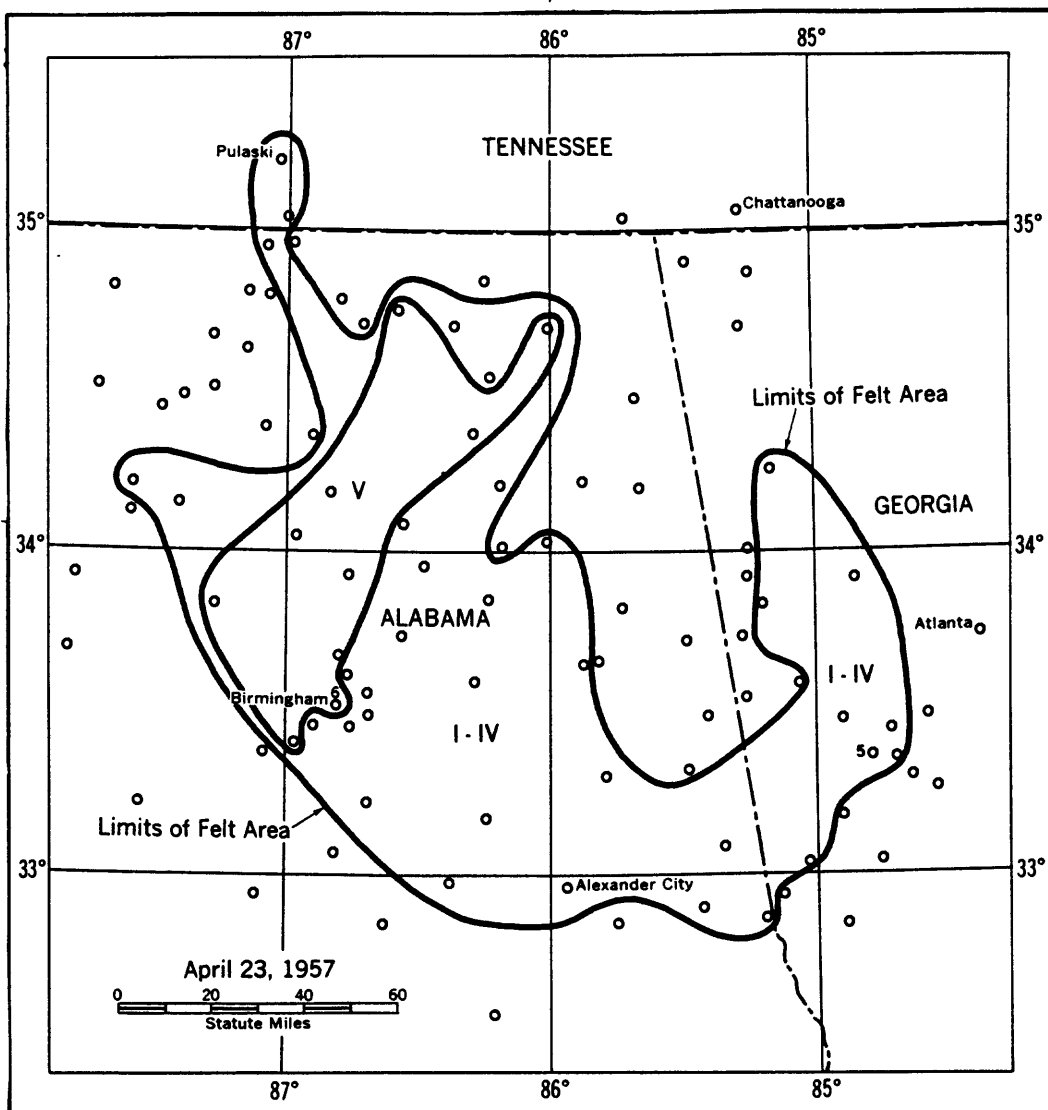 87° 86° 85°
TENNESSEE
Pulaski
Chattanooga
35° 35°
Limits of Felt Area
V
GEORGIA
34° 34°
ALABAMA
Atlanta
I - IV
Birmingham 6
I - IV
5
Limits of Felt Area
33° 33°
Alexander City
April 23, 1957
0 20 40 60
Statute Miles
87° 86° 85°